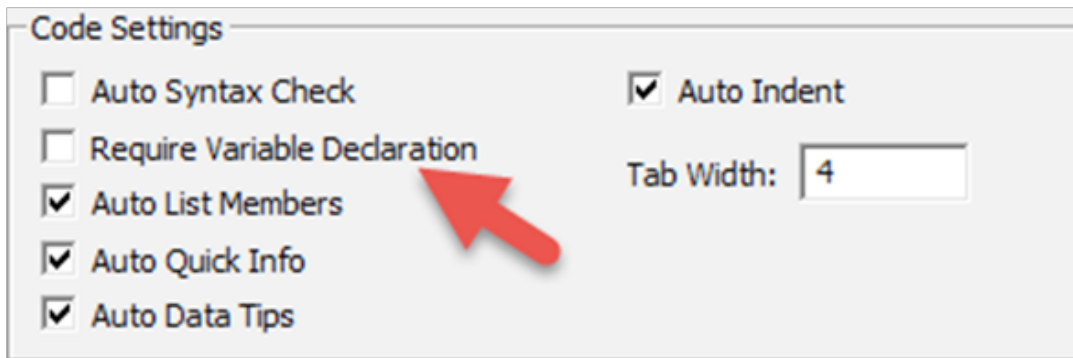 Code Settings
Auto Syntax Check
Require Variable Declaration
Auto List Members
Auto Quick Info
Auto Data Tips
Auto Indent
Tab Width: 4